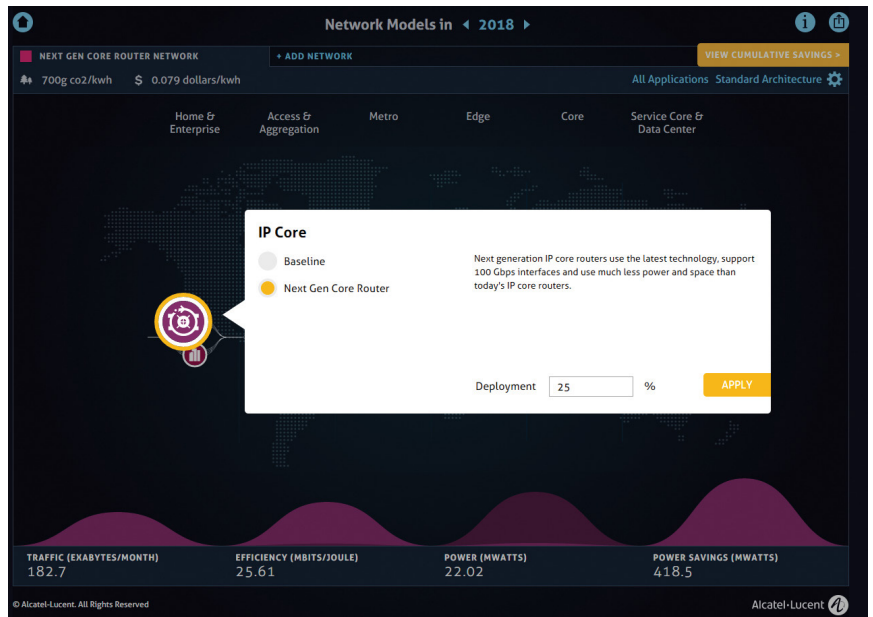 Network Models in 2018
NEXT GEN CORE ROUTER NETWORK
+ ADD NETWORK
VIEW CUMULATIVE SAVINGS >
700g co2/kwh $ 0.079 dollars/kwh
All Applications Standard Architecture
Home &
Enterprise
Access &
Aggregation
Metro
Edge
Core
Service Core &
Data Center
IP Core
Baseline
Next Gen Core Router
Next generation IP core routers use the latest technology, support
100 Gbps interfaces and use much less power and space than
today's IP core routers.
Deployment 25 %
APPLY
TRAFFIC (EXABYTES/MONTH)
182.7
EFFICIENCY (MBITS/JOULE)
25.61
POWER (MWATTS)
22.02
POWER SAVINGS (MWATTS)
418.5
© Alcatel-Lucent. All Rights Reserved
Alcatel·Lucent